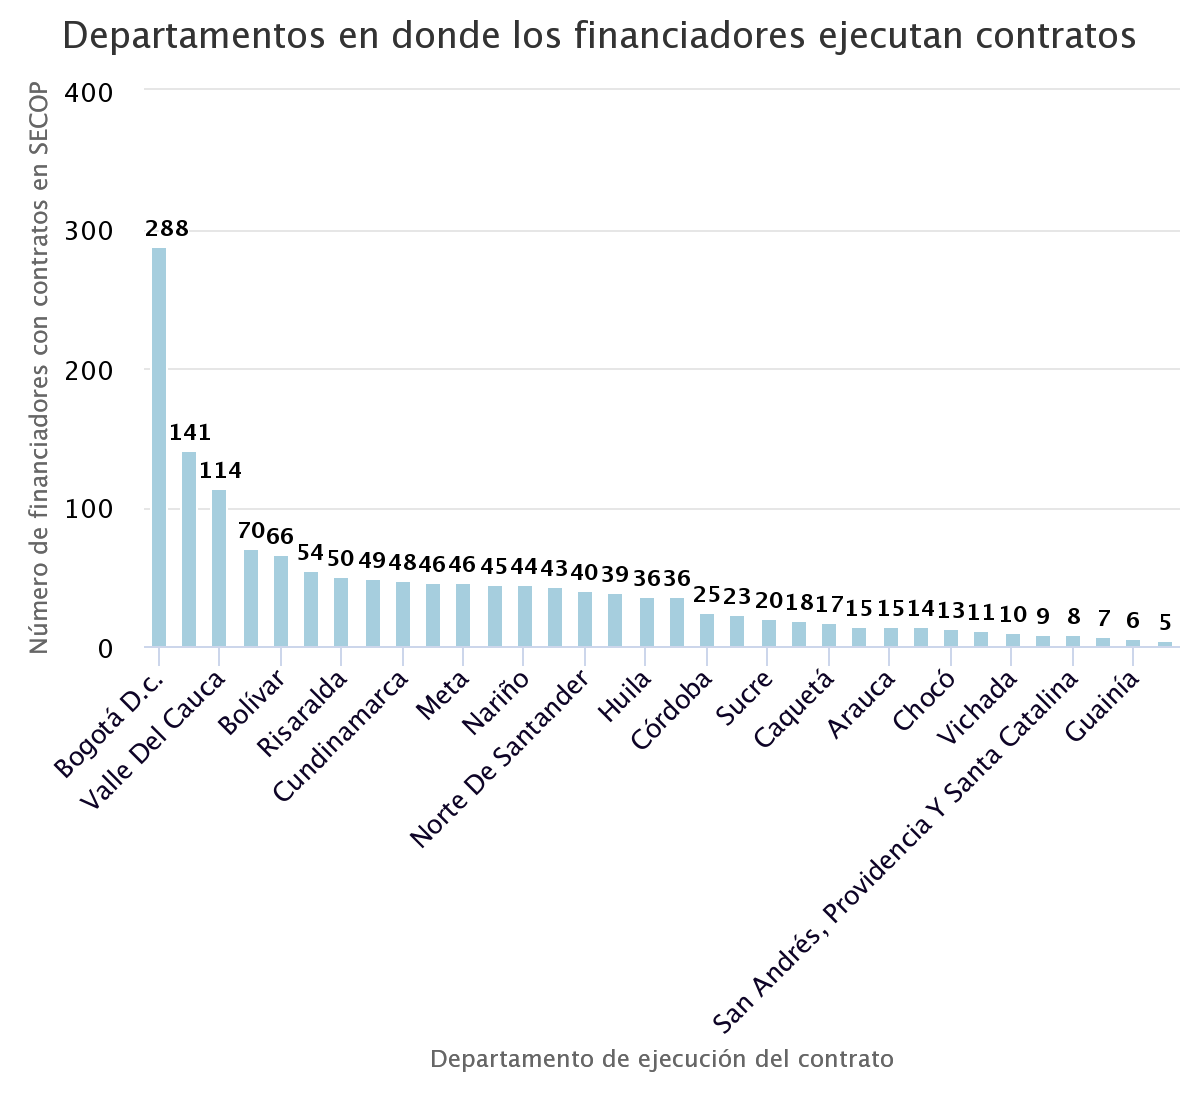 Departamentos en donde los financiadores ejecutan contratos
Número de financiadores con contratos en SECOP
400
300
200
100
0
288
141
114
70
66
54
50
49
48
46
46
45
44
43
40
39
36
36
25
23
20
18
17
15
15
14
13
11
10
9
8
7
6
5
Bogotá D.c.
Valle Del Cauca
Bolívar
Risaralda
Cundinamarca
Meta
Nariño
Norte De Santander
Huila
Córdoba
Sucre
Caquetá
Arauca
Chocó
Vichada
San Andrés, Providencia Y Santa Catalina
Guainía
Departamento de ejecución del contrato